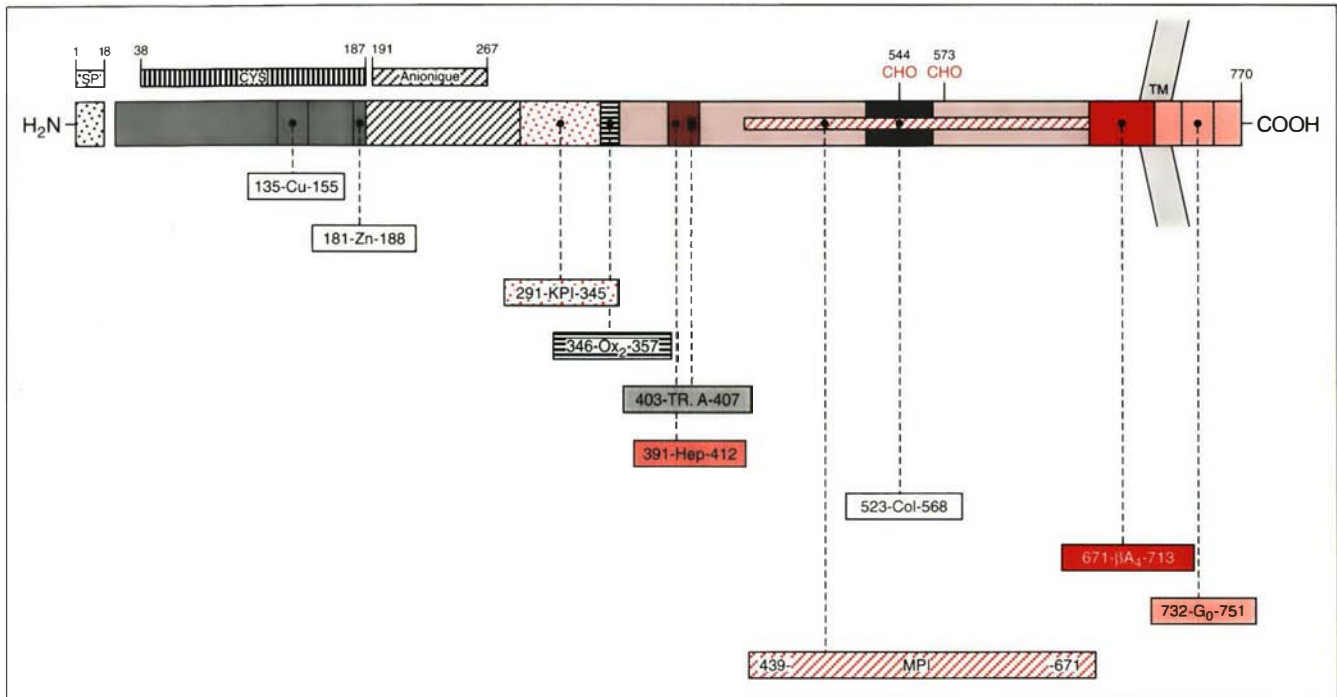 1 18 38 187 191 267 544 573 770
"SP" CYS Anionique CHO CHO TM
H₂N COOH
135-Cu-155
181-Zn-188
291-KPI-345
346-Ox₂-357
403-TR. A-407
391-Hep-412
523-Col-568
671-βA₄-713
732-G₀-751
439- MPI -671